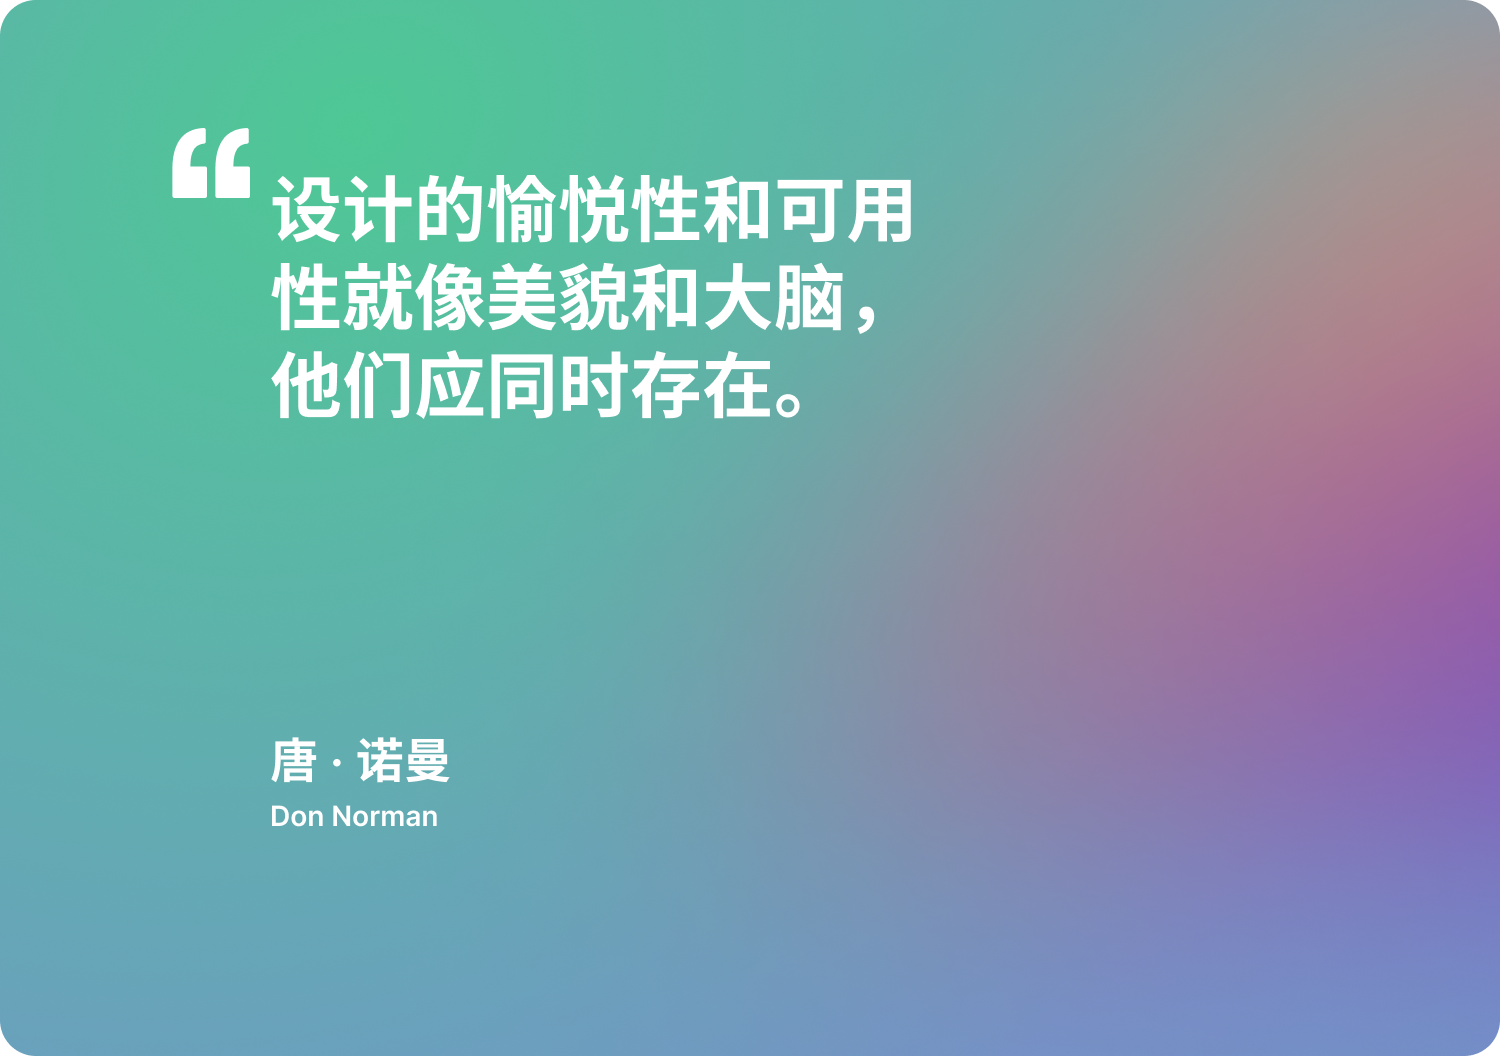 “设计的愉悦性和可用
性就像美貌和大脑，
他们应同时存在。
唐 · 诺曼
Don Norman